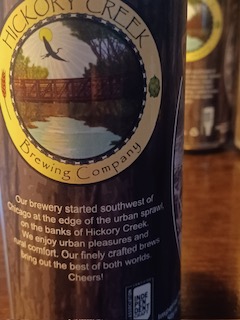 HICKORY CREEK
Brewing Company
Our brewery started southwest of
Chicago at the edge of the urban sprawl,
on the banks of Hickory Creek.
We enjoy urban pleasures and
rural comfort. Our finely crafted brews
bring out the best of both worlds.
Cheers!